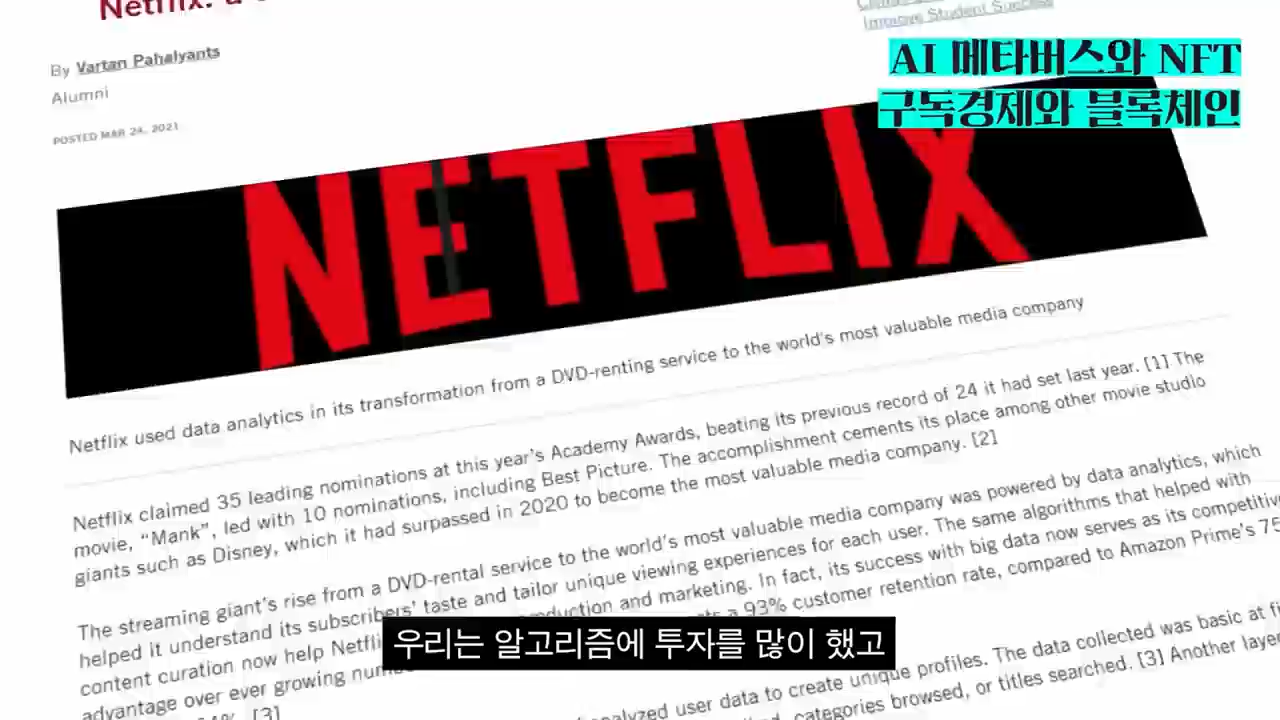 Netflix: a
Improve Student Success
By Vartan Pahalyants
Alumni
POSTED MAR 24, 2021
AI 메타버스와 NFT
구독경제와 블록체인
NETFLIX
Netflix used data analytics in its transformation from a DVD-renting service to the world's most valuable media company
Netflix claimed 35 leading nominations at this year's Academy Awards, beating its previous record of 24 it had set last year. [1] The
movie, “Mank”, led with 10 nominations, including Best Picture. The accomplishment cements its place among other movie studio
giants such as Disney, which it had surpassed in 2020 to become the most valuable media company. [2]
The streaming giant's rise from a DVD-rental service to the world's most valuable media company was powered by data analytics, which
helped it understand its subscribers' taste and tailor unique viewing experiences for each user. The same algorithms that helped with
content curation now help Netfli duction and marketing. In fact, its success with big data now serves as its competitive
advantage over ever growing num a 93% customer retention rate, compared to Amazon Prime's 75
[3]
우리는 알고리즘에 투자를 많이 했고
analyzed user data to create unique profiles. The data collected was basic at fi
categories browsed, or titles searched. [3] Another laye